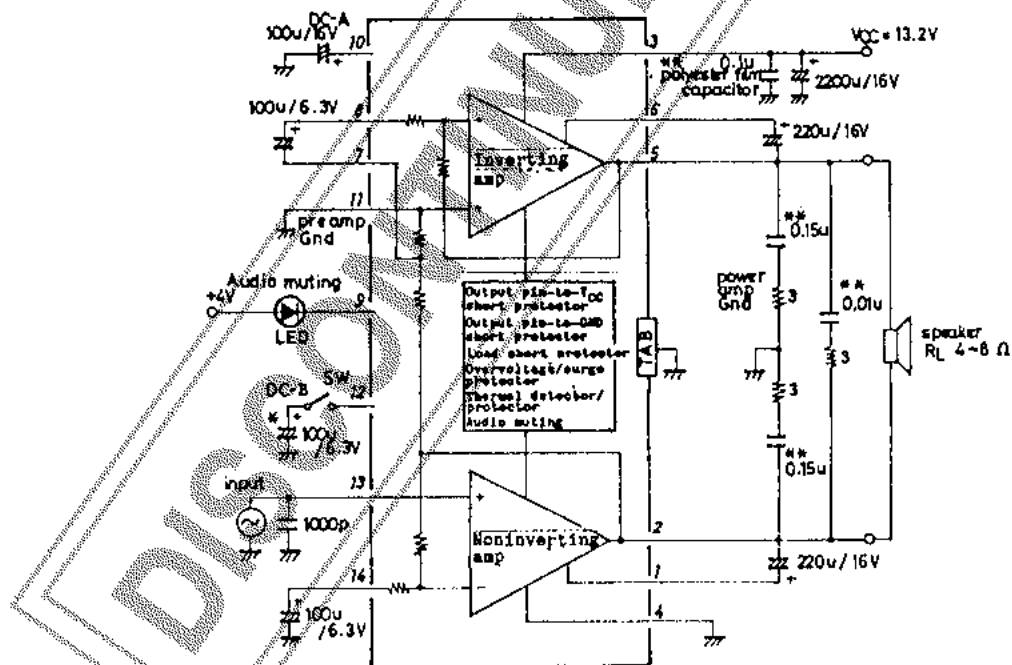 DC-A
100u/16V
10
3
VCC = 13.2V
** 0.1u
polyester film
capacitor
2200u/16V
100u/6.3V
8
6
220u/16V
7
Inverting
amp
5
11
preamp
Gnd
** 0.15u
power
amp
Gnd
3
** 0.01u
3
Audio muting
+4V
9
LED
Output pin-to-VCC
short protector
Output pin-to-GND
short protector
Load short protector
Overvoltage/surge
protector
Thermal detector/
protector
Audio muting
TAB
speaker
RL 4~8 Ω
3
DC-B
SW
12
*
100u
/6.3V
** 0.15u
input
13
1000p
Noninverting
amp
2
220u/16V
1
14
100u
/6.3V
4
DISCONTINUED